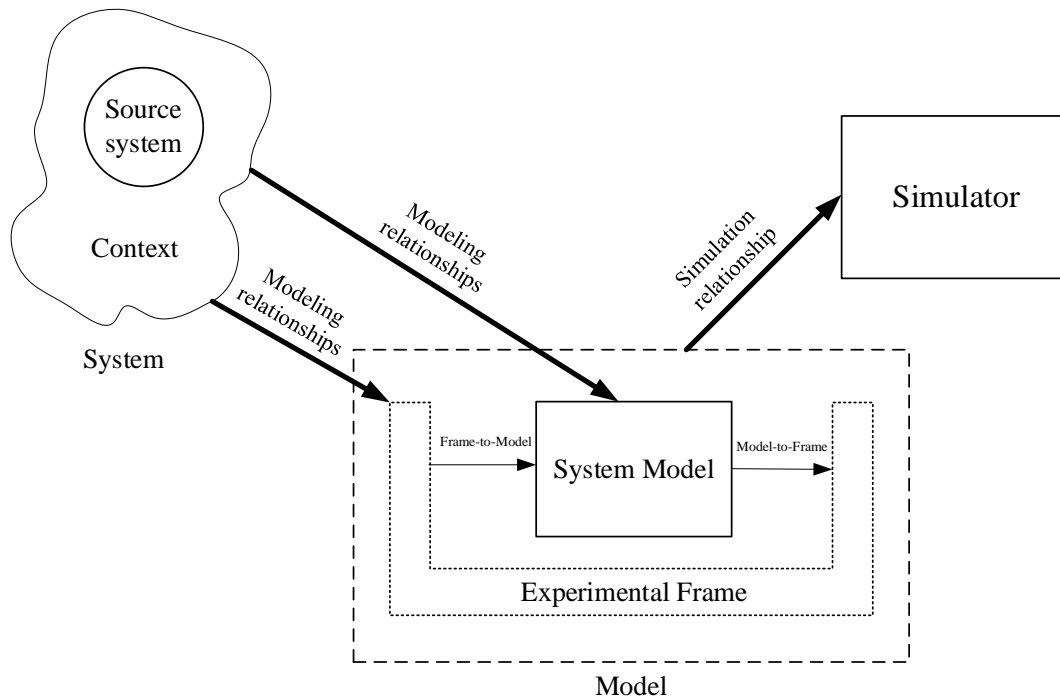 Source
system
Context
System
Modeling
relationships
Modeling
relationships
Simulation
relationship
Simulator
Frame-to-Model
System Model
Model-to-Frame
Experimental Frame
Model